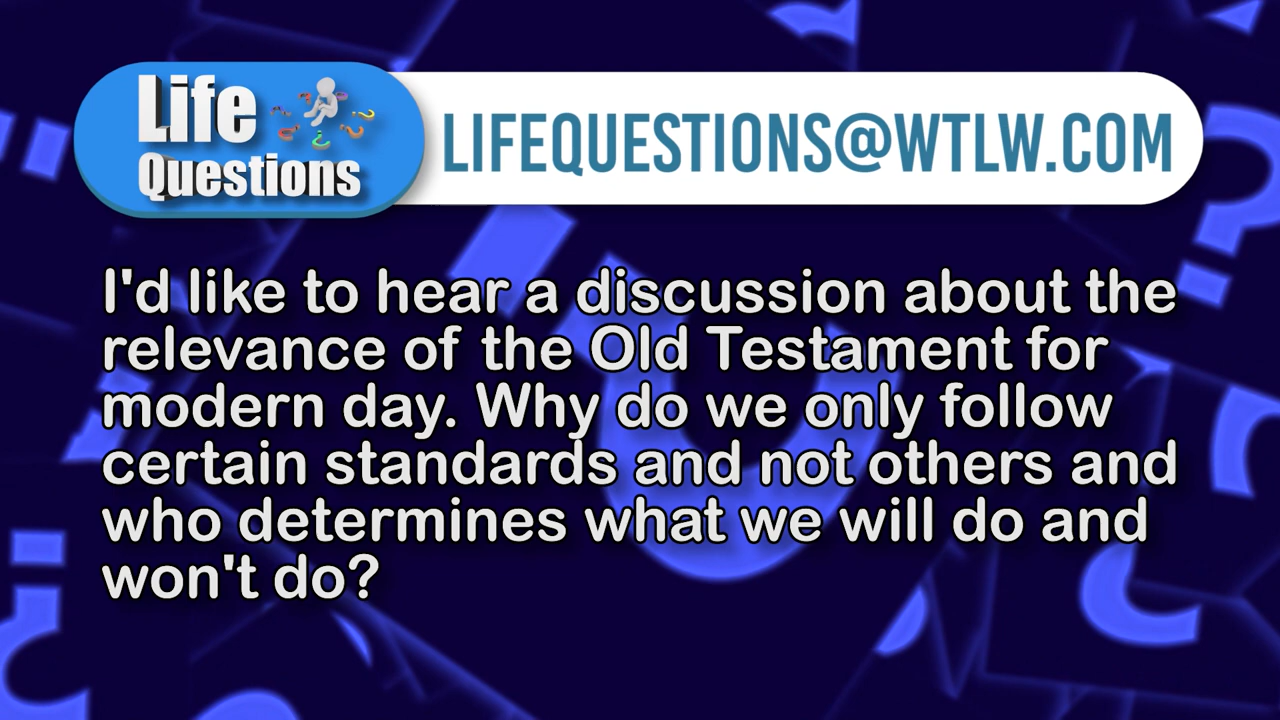 Life
Questions
LIFEQUESTIONS@WTLW.COM
I'd like to hear a discussion about the
relevance of the Old Testament for
modern day. Why do we only follow
certain standards and not others and
who determines what we will do and
won't do?